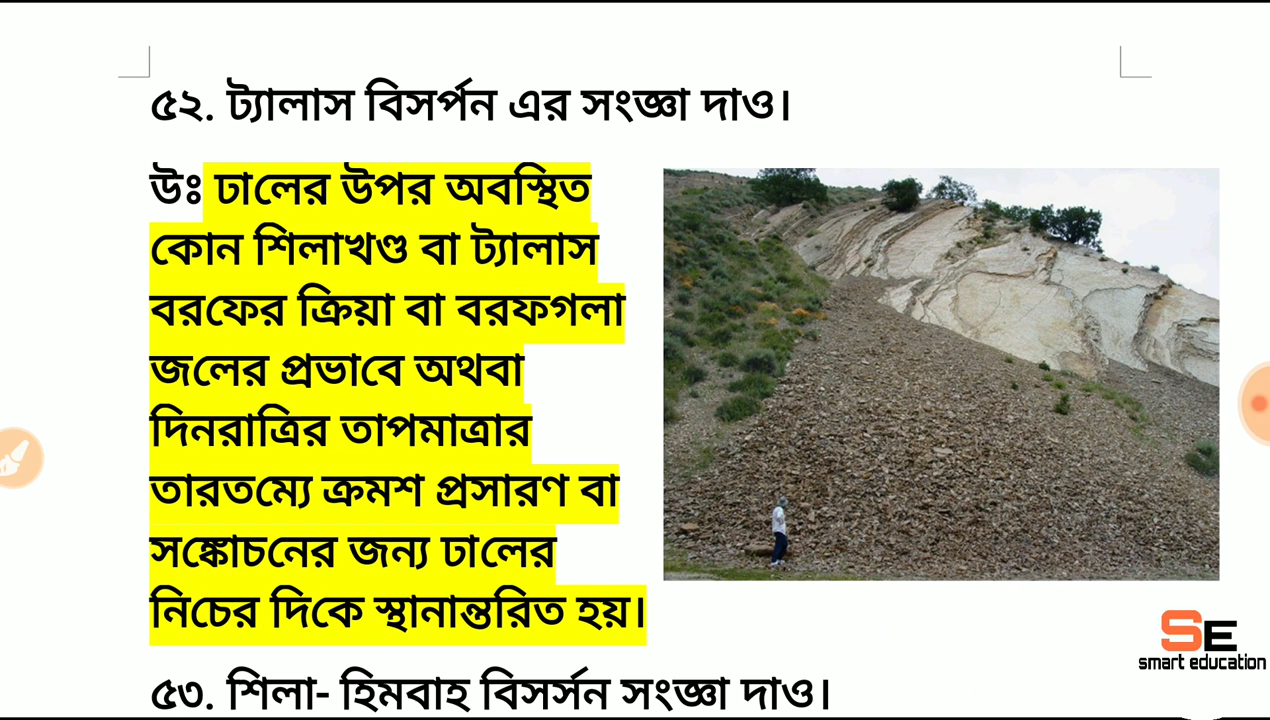 ৫২. ট্যালাস বিসর্পন এর সংজ্ঞা দাও।
উঃ ঢালের উপর অবস্থিত
কোন শিলাখণ্ড বা ট্যালাস
বরফের ক্রিয়া বা বরফগলা
জলের প্রভাবে অথবা
দিনরাত্রির তাপমাত্রার
তারতম্যে ক্রমশ প্রসারণ বা
সঙ্কোচনের জন্য ঢালের
নিচের দিকে স্থানান্তরিত হয়।
SE
smart education
৫৩. শিলা- হিমবাহ বিসর্সন সংজ্ঞা দাও।